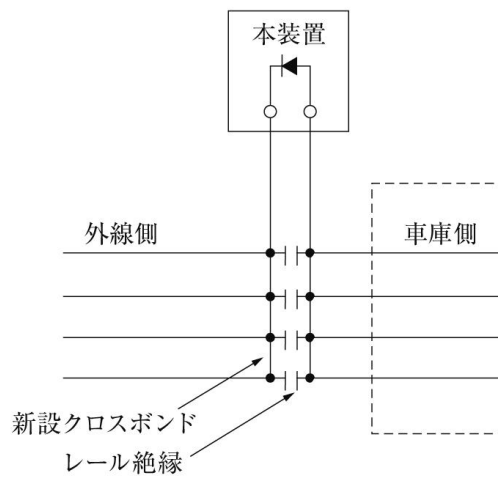 本装置
外線側
車庫側
新設クロスボンド
レール絶縁